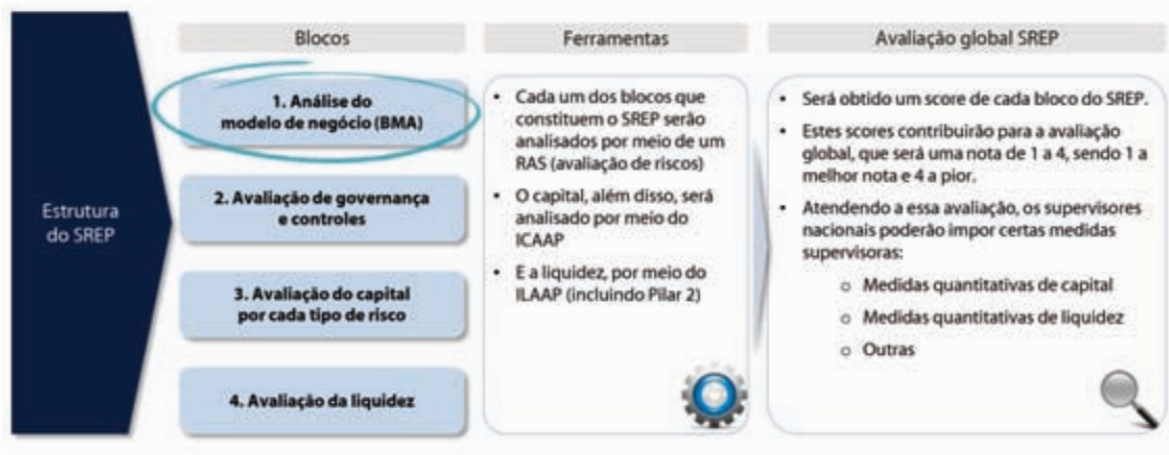 Estrutura
do SREP
Blocos
1. Análise do
modelo de negócio (BMA)
2. Avaliação de governança
e controles
3. Avaliação do capital
por cada tipo de risco
4. Avaliação da liquidez
Ferramentas
• Cada um dos blocos que
constituem o SREP serão
analisados por meio de um
RAS (avaliação de riscos)
• O capital, além disso, será
analisado por meio do
ICAAP
• E a liquidez, por meio do
ILAAP (incluindo Pilar 2)
Avaliação global SREP
• Será obtido um score de cada bloco do SREP.
• Estes scores contribuirão para a avaliação
global, que será uma nota de 1 a 4, sendo 1 a
melhor nota e 4 a pior.
• Atendendo a essa avaliação, os supervisores
nacionais poderão impor certas medidas
supervisoras:
o Medidas quantitativas de capital
o Medidas quantitativas de liquidez
o Outras